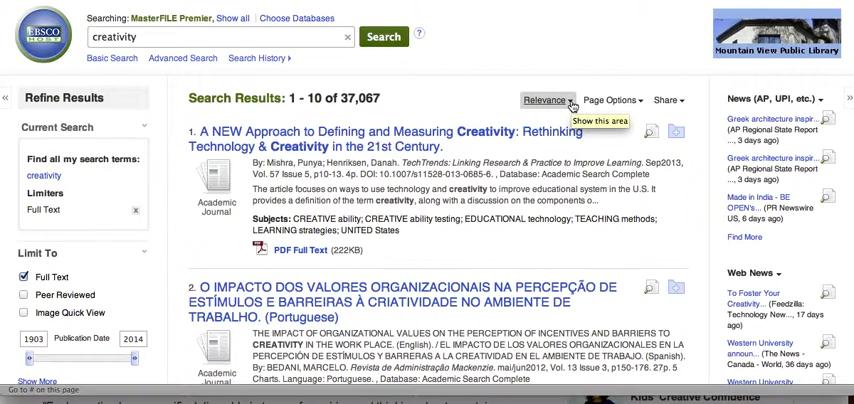 EBSCO
HOST
Searching: MasterFILE Premier, Show all | Choose Databases
creativity ×
Search ?
Basic Search Advanced Search Search History
Mountain View Public Library
«
Refine Results
Current Search
Find all my search terms:
creativity
Limiters
Full Text x
Limit To
Full Text
Peer Reviewed
Image Quick View
1903 Publication Date 2014
Show More
Search Results: 1 - 10 of 37,067
Relevance Page Options Share
Show this area
1. A NEW Approach to Defining and Measuring Creativity: Rethinking
Technology & Creativity in the 21st Century.
Academic
Journal
By: Mishra, Punya; Henriksen, Danah. TechTrends: Linking Research & Practice to Improve Learning. Sep2013,
Vol. 57 Issue 5, p10-13. 4p. DOI: 10.1007/s11528-013-0685-6. , Database: Academic Search Complete
The article focuses on ways to use technology and creativity to improve educational system in the U.S. It
provides a definition of the term creativity, along with a discussion on the components o...
Subjects: CREATIVE ability; CREATIVE ability testing; EDUCATIONAL technology; TEACHING methods;
LEARNING strategies; UNITED States
PDF Full Text (222KB)
2. O IMPACTO DOS VALORES ORGANIZACIONAIS NA PERCEPÇÃO DE
ESTÍMULOS E BARREIRAS À CRIATIVIDADE NO AMBIENTE DE
TRABALHO. (Portuguese)
Academic
Journal
THE IMPACT OF ORGANIZATIONAL VALUES ON THE PERCEPTION OF INCENTIVES AND BARRIERS TO
CREATIVITY IN THE WORK PLACE. (English). / EL IMPACTO DE LOS VALORES ORGANIZACIONALES EN LA
PERCEPCIÓN DE ESTÍMULOS Y BARRERAS A LA CREATIVIDAD EN EL AMBIENTE DE TRABAJO. (Spanish).
By: BEDANI, MARCELO. Revista de Administração Mackenzie. mai/jun2012, Vol. 13 Issue 3, p150-176. 27p. 5
Charts. Language: Portuguese. , Database: Academic Search Complete
»
News (AP, UPI, etc.)
Greek architecture inspir...
(AP Regional State Report
..., 3 days ago)
Greek architecture inspir...
(AP Regional State Report
..., 3 days ago)
Made in India - BE
OPEN's... (PR Newswire
US, 6 days ago)
Find More
Web News
To Foster Your
Creativity...
(Feedzilla:
Technology New..., 17 days
ago)
Western University
announ... (The News -
Canada - World, 36 days ago)
Western University
Go to # on this page
Kids' Creative Confidence